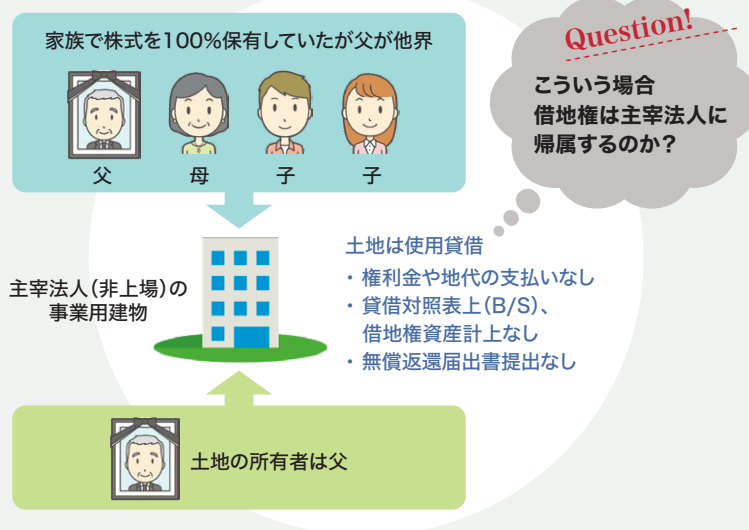 家族で株式を100%保有していたが父が他界
父
母
子
子
Question!
こういう場合
借地権は主宰法人に
帰属するのか?
主宰法人(非上場)の
事業用建物
土地は使用貸借
・権利金や地代の支払いなし
・貸借対照表上(B/S)、
借地権資産計上なし
・無償返還届出書提出なし
土地の所有者は父